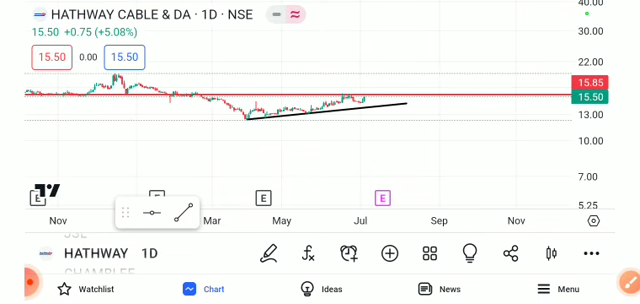 40.00
HATHWAY CABLE & DA · 1D · NSE
15.50 +0.75 (+5.08%)
30.00
15.50 0.00 15.50
22.00
15.85
15.50
13.00
10.00
7.00
E E E E
5.25
Nov Mar May Jul Sep Nov
HATHWAY 1D
Watchlist Chart Ideas News Menu